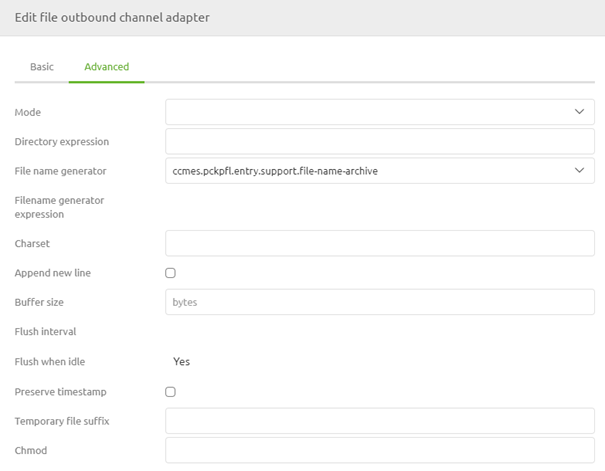 Edit file outbound channel adapter
Basic Advanced
Mode
Directory expression
File name generator ccmes.pckpfl.entry.support.file-name-archive
Filename generator
expression
Charset
Append new line
Buffer size bytes
Flush interval
Flush when idle Yes
Preserve timestamp
Temporary file suffix
Chmod